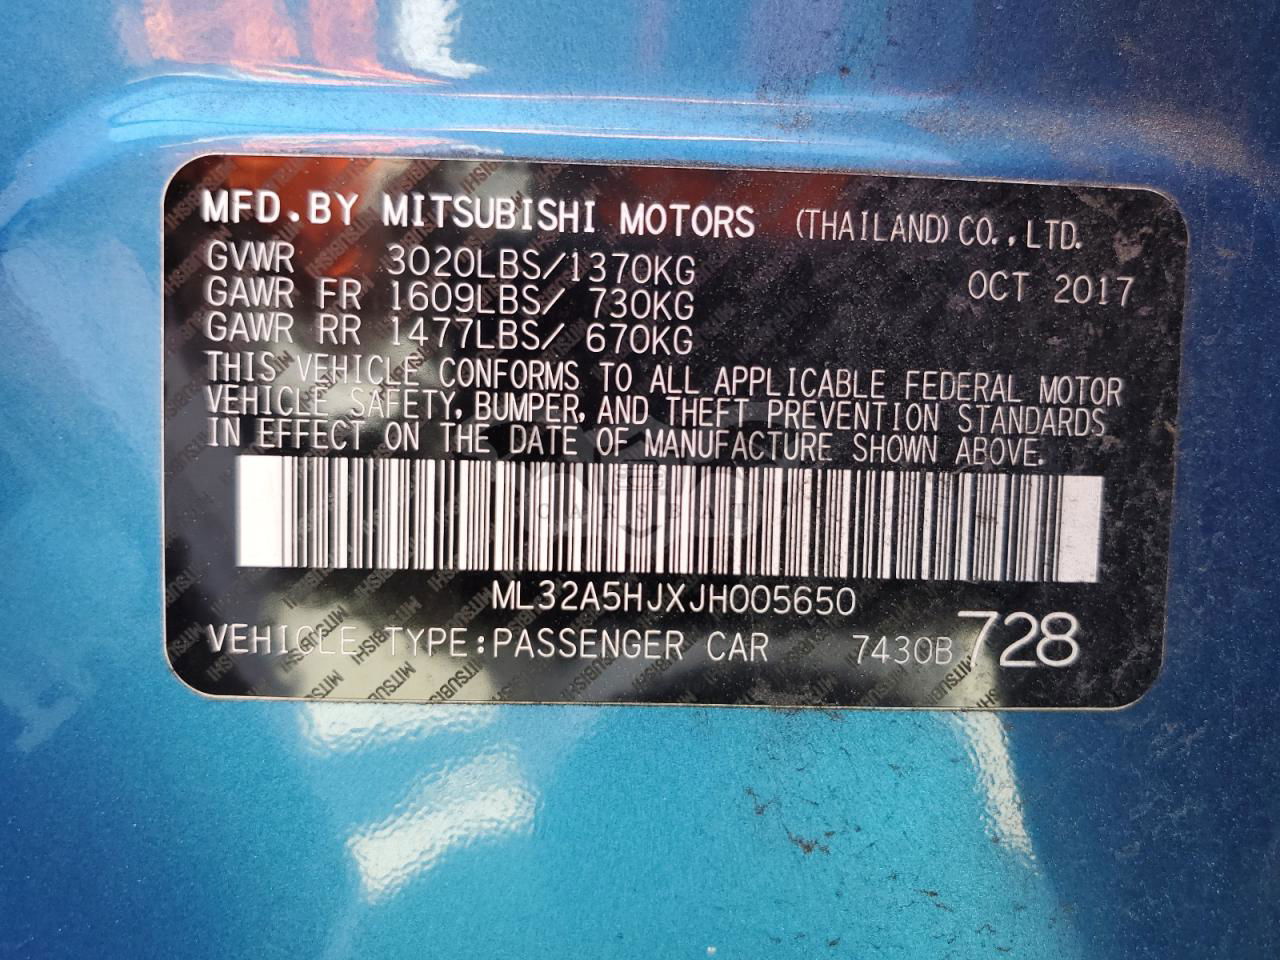 MFD.BY MITSUBISHI MOTORS (THAILAND) CO.,LTD.
GVWR 3020LBS/1370KG OCT 2017
GAWR FR 1609LBS/ 730KG
GAWR RR 1477LBS/ 670KG
THIS VEHICLE CONFORMS TO ALL APPLICABLE FEDERAL MOTOR
VEHICLE SAFETY, BUMPER, AND THEFT PREVENTION STANDARDS
IN EFFECT ON THE DATE OF MANUFACTURE SHOWN ABOVE.
ML32A5HJXJH005650
VEHICLE TYPE:PASSENGER CAR 7430B 728